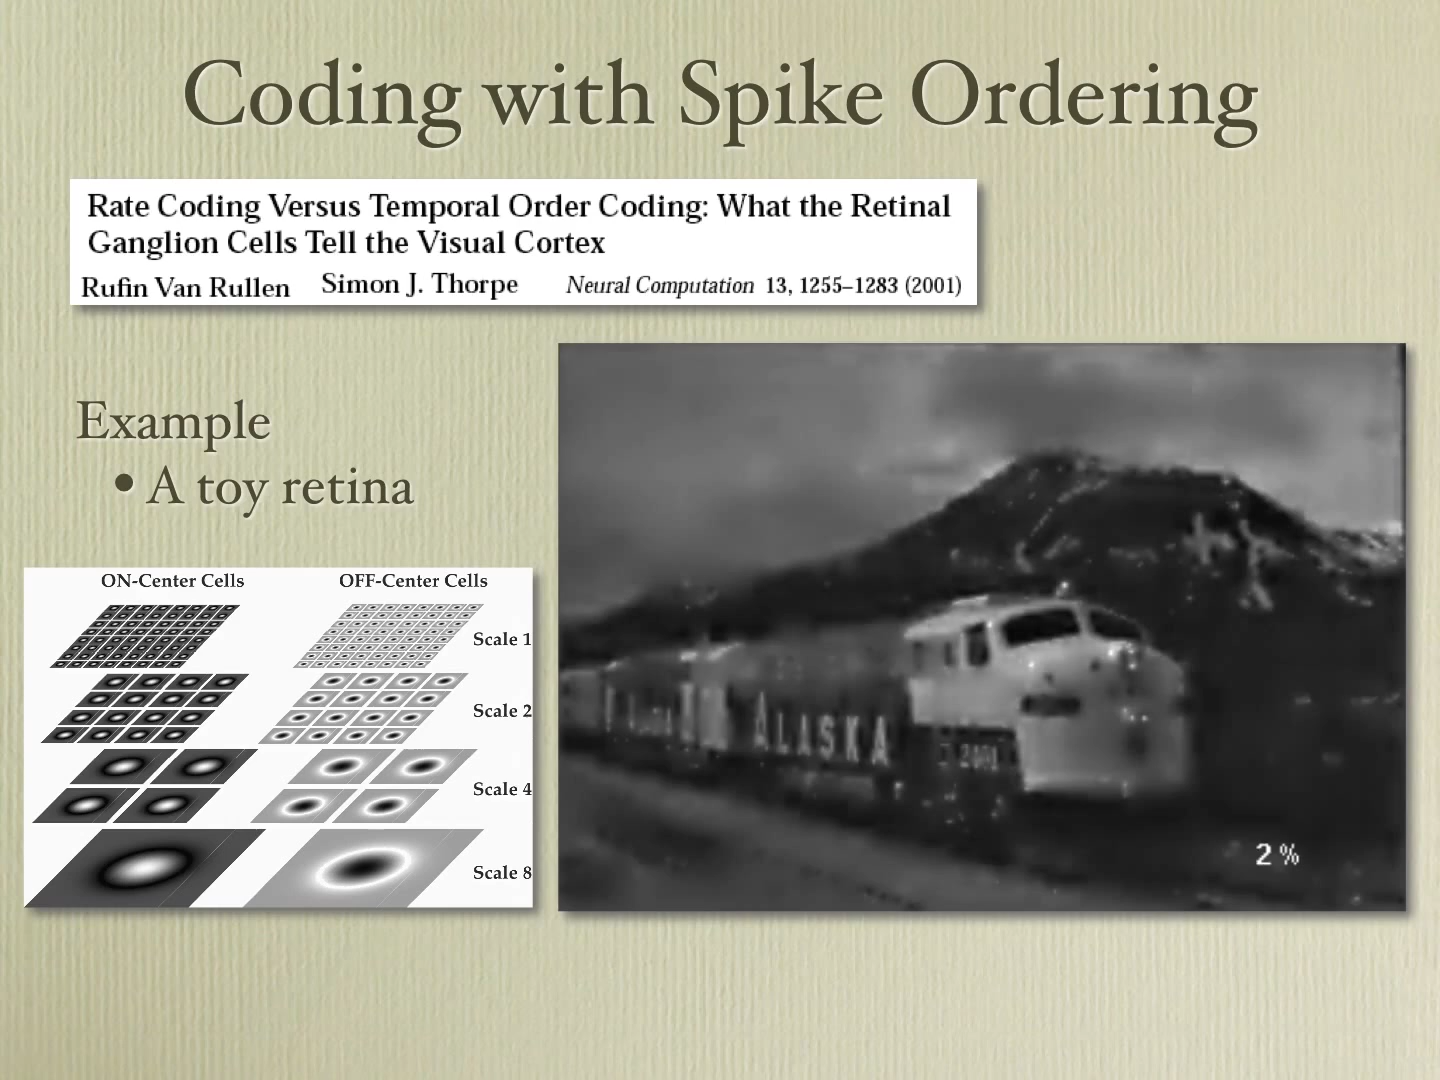 Coding with Spike Ordering
Rate Coding Versus Temporal Order Coding: What the Retinal
Ganglion Cells Tell the Visual Cortex
Rufin Van Rullen Simon J. Thorpe Neural Computation 13, 1255–1283 (2001)
Example
• A toy retina
ON-Center Cells OFF-Center Cells
Scale 1
Scale 2
Scale 4
Scale 8
ALASKA
2 %